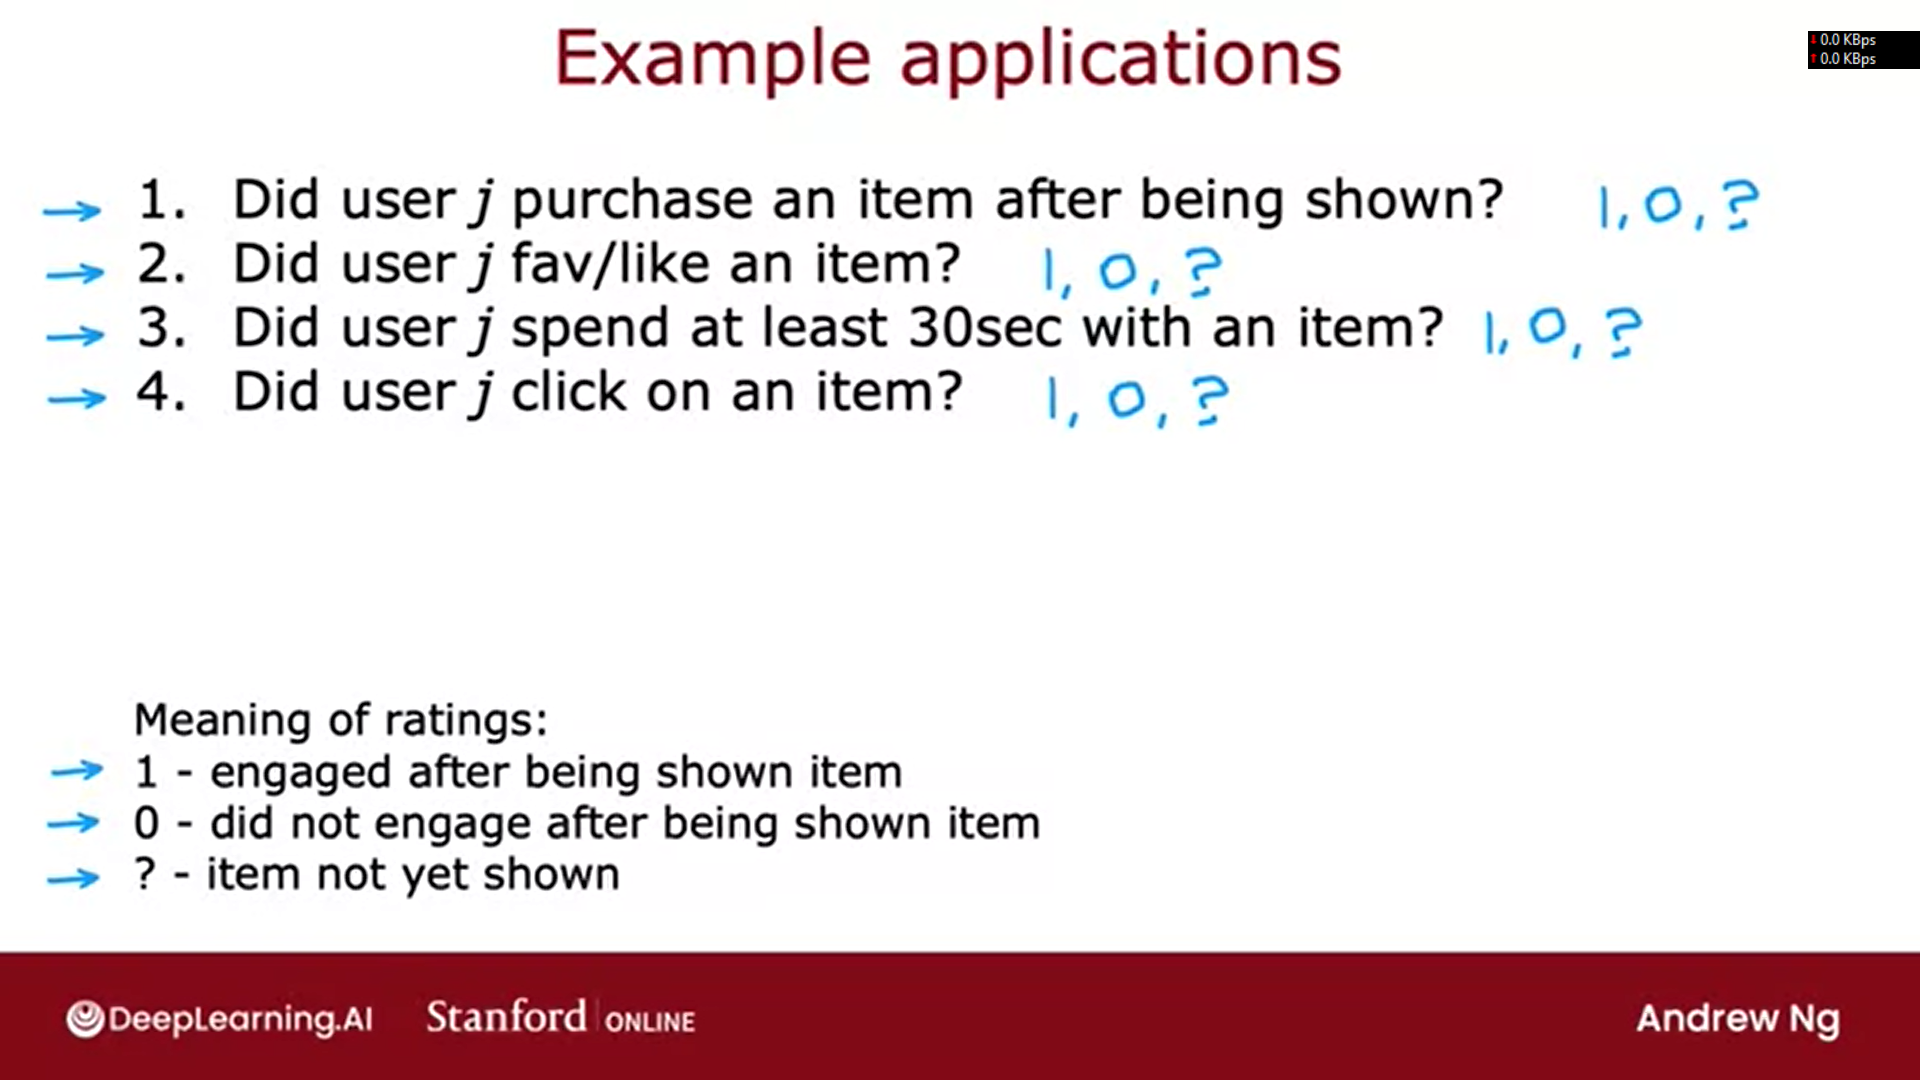 Example applications
↓ 0.0 KBps
↑ 0.0 KBps
→ 1. Did user j purchase an item after being shown? 1, 0, ?
→ 2. Did user j fav/like an item? 1, 0, ?
→ 3. Did user j spend at least 30sec with an item? 1, 0, ?
→ 4. Did user j click on an item? 1, 0, ?
Meaning of ratings:
→ 1 - engaged after being shown item
→ 0 - did not engage after being shown item
→ ? - item not yet shown
DeepLearning.AI Stanford | ONLINE Andrew Ng